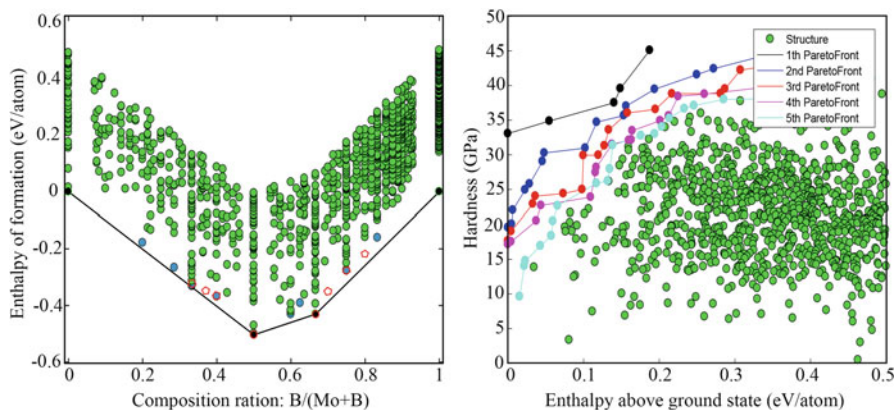 0.4
0.2
0
-0.2
-0.4
-0.6
Enthalpy of formation (eV/atom)
0 0.2 0.4 0.6 0.8 1
Composition ration: B/(Mo+B)
50
45
40
35
30
25
20
15
10
5
0
Hardness (GPa)
Structure
1th ParetoFront
2nd ParetoFront
3rd ParetoFront
4th ParetoFront
5th ParetoFront
0 0.1 0.2 0.3 0.4 0.5
Enthalpy above ground state (eV/atom)